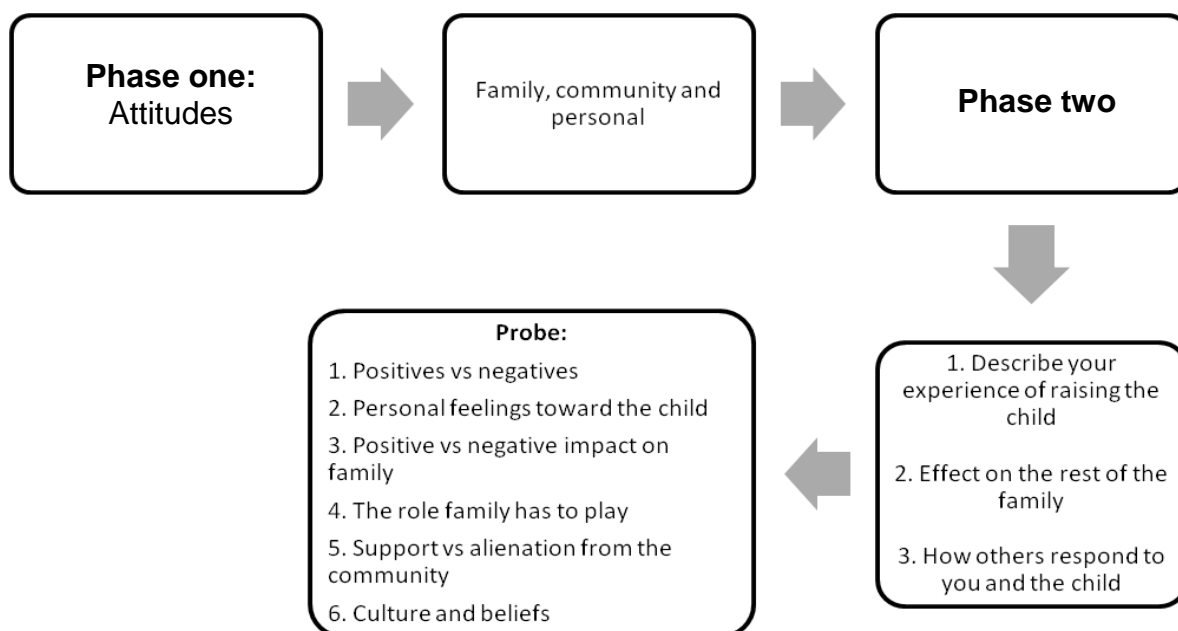 Phase one:
Attitudes
Family, community and
personal
Phase two
1. Describe your
experience of raising the
child
2. Effect on the rest of the
family
3. How others respond to
you and the child
Probe:
1. Positives vs negatives
2. Personal feelings toward the child
3. Positive vs negative impact on
family
4. The role family has to play
5. Support vs alienation from the
community
6. Culture and beliefs